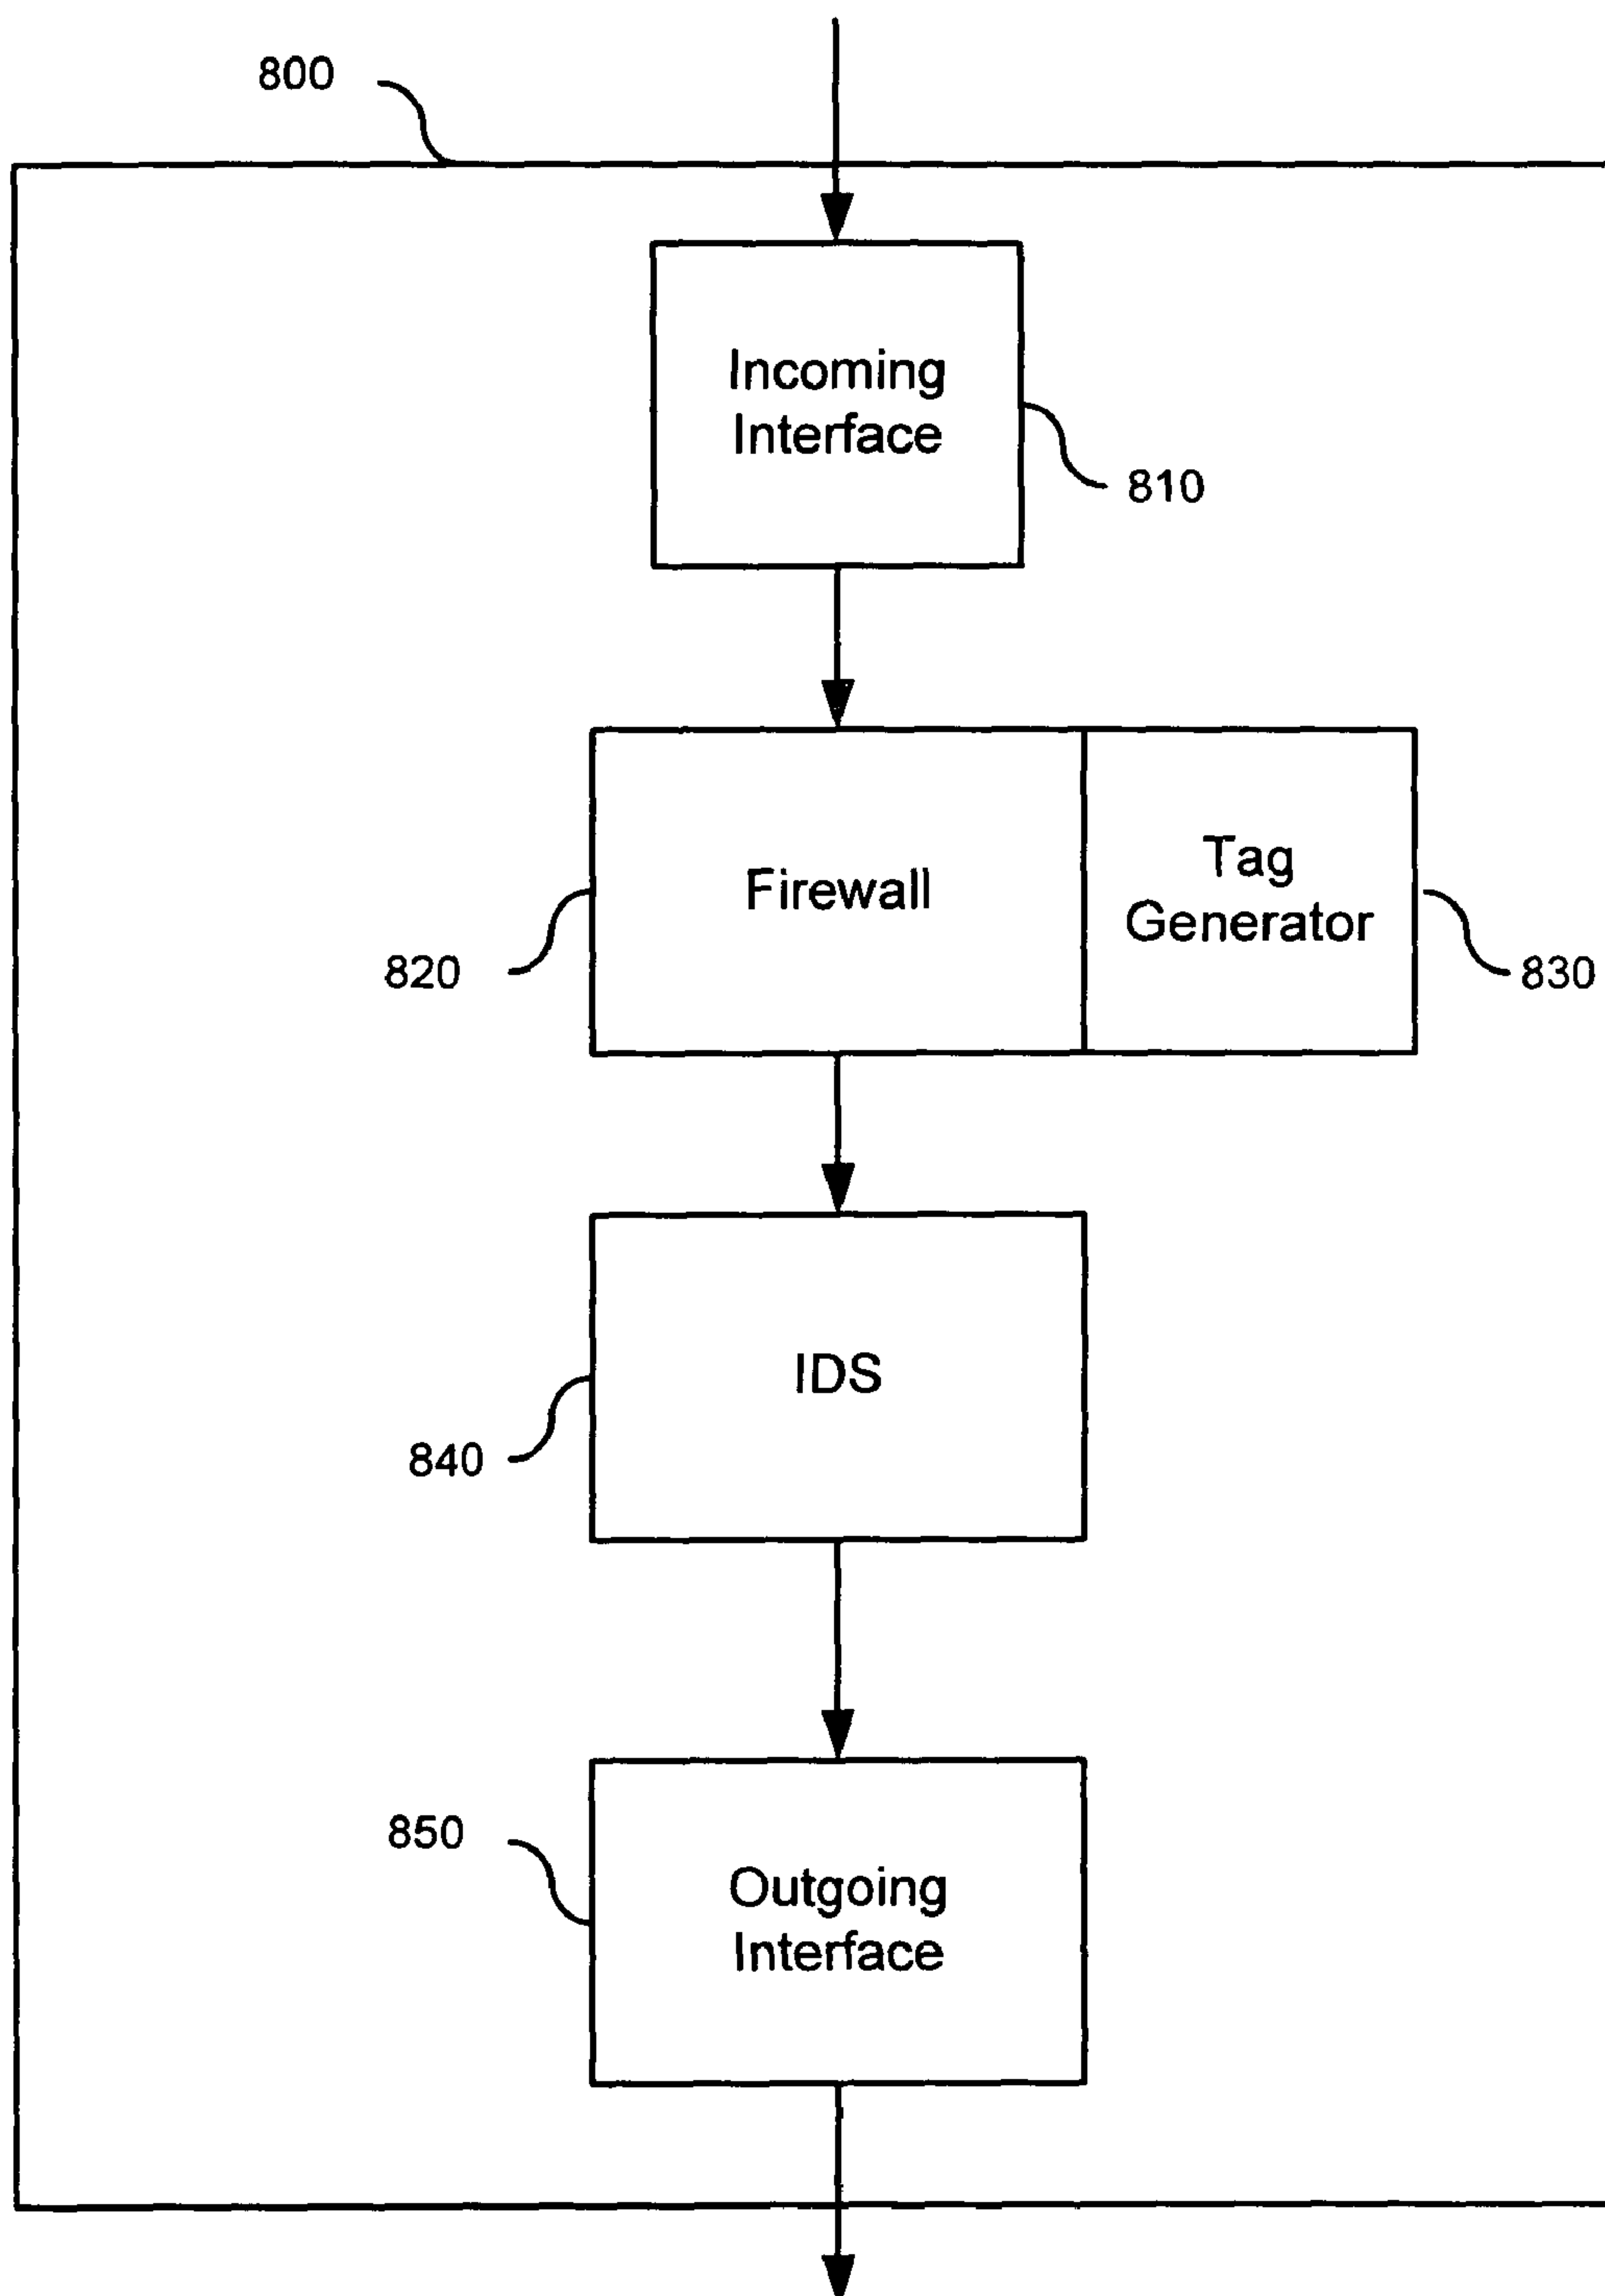 800
Incoming
Interface
810
Firewall
Tag
Generator
820
830
IDS
840
850
Outgoing
Interface